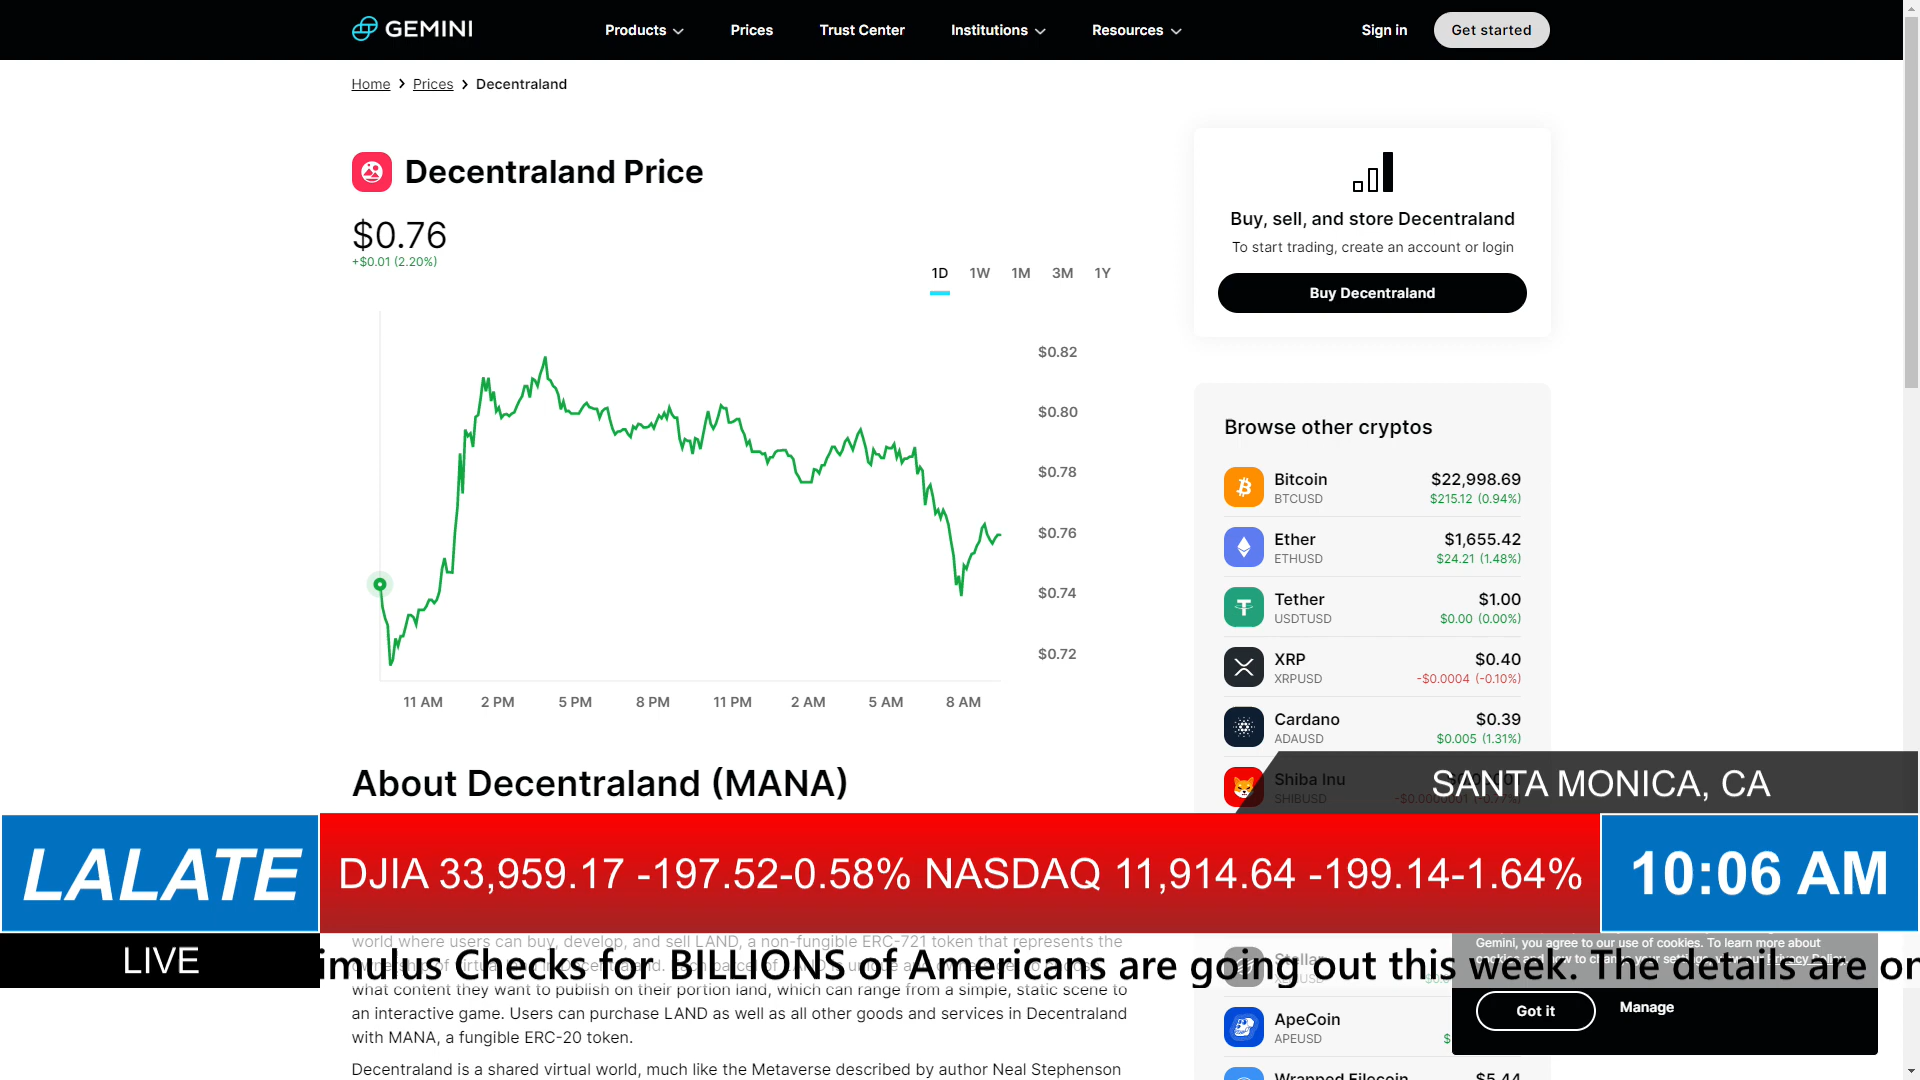 GEMINI
Products
Prices
Trust Center
Institutions
Resources
Sign in
Get started
Home > Prices > Decentraland
Decentraland Price
$0.76
+$0.01 (2.20%)
1D 1W 1M 3M 1Y
$0.82
$0.80
$0.78
$0.76
$0.74
$0.72
11 AM 2 PM 5 PM 8 PM 11 PM 2 AM 5 AM 8 AM
Buy, sell, and store Decentraland
To start trading, create an account or login
Buy Decentraland
Browse other cryptos
Bitcoin $22,998.69
BTCUSD $215.12 (0.94%)
Ether $1,655.42
ETHUSD $24.21 (1.48%)
Tether $1.00
USDTUSD $0.00 (0.00%)
XRP $0.40
XRPUSD -$0.0004 (-0.10%)
Cardano $0.39
ADAUSD $0.005 (1.31%)
Shiba Inu
SHIBUSD
About Decentraland (MANA)
SANTA MONICA, CA
LALATE
DJIA 33,959.17 -197.52-0.58% NASDAQ 11,914.64 -199.14-1.64%
10:06 AM
LIVE
imulus Checks for BILLIONS of Americans are going out this week. The details are on
world where users can buy, develop, and sell LAND, a non-fungible ERC-721 token that represents the
what content they want to publish on their portion land, which can range from a simple, static scene to
an interactive game. Users can purchase LAND as well as all other goods and services in Decentraland
with MANA, a fungible ERC-20 token.
Decentraland is a shared virtual world, much like the Metaverse described by author Neal Stephenson
Stellar
ApeCoin
APEUSD $
Wrapped Filecoin $5.44
Gemini, you agree to our use of cookies. To learn more about
Got it
Manage